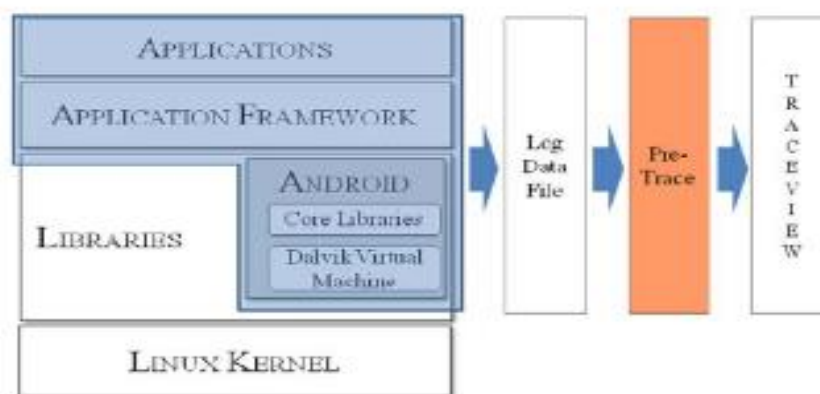 APPLICATIONS
APPLICATION FRAMEWORK
LIBRARIES
ANDROID
Core Libraries
Dalvik Virtual
Machine
LINUX KERNEL
Log
Data
File
Pre-
Trace
T
R
A
C
E
V
I
E
W